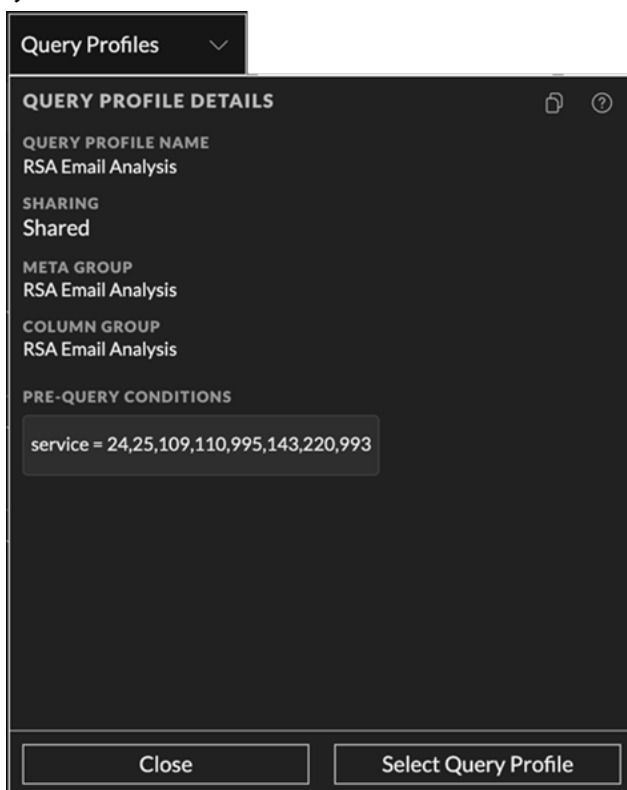 Query Profiles
QUERY PROFILE DETAILS
QUERY PROFILE NAME
RSA Email Analysis
SHARING
Shared
META GROUP
RSA Email Analysis
COLUMN GROUP
RSA Email Analysis
PRE-QUERY CONDITIONS
service = 24,25,109,110,995,143,220,993
Close
Select Query Profile